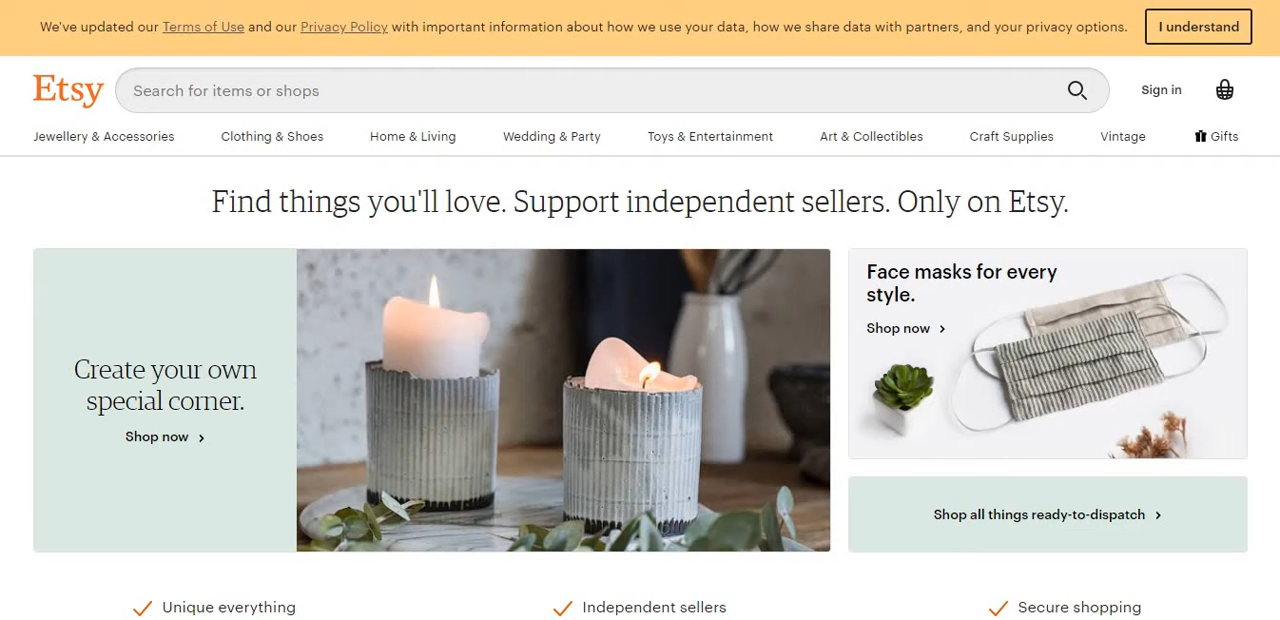 We've updated our Terms of Use and our Privacy Policy with important information about how we use your data, how we share data with partners, and your privacy options.
I understand
Etsy
Search for items or shops
Sign in
Jewellery & Accessories
Clothing & Shoes
Home & Living
Wedding & Party
Toys & Entertainment
Art & Collectibles
Craft Supplies
Vintage
Gifts
Find things you'll love. Support independent sellers. Only on Etsy.
Create your own
special corner.
Shop now
Face masks for every
style.
Shop now
Shop all things ready-to-dispatch
Unique everything
Independent sellers
Secure shopping